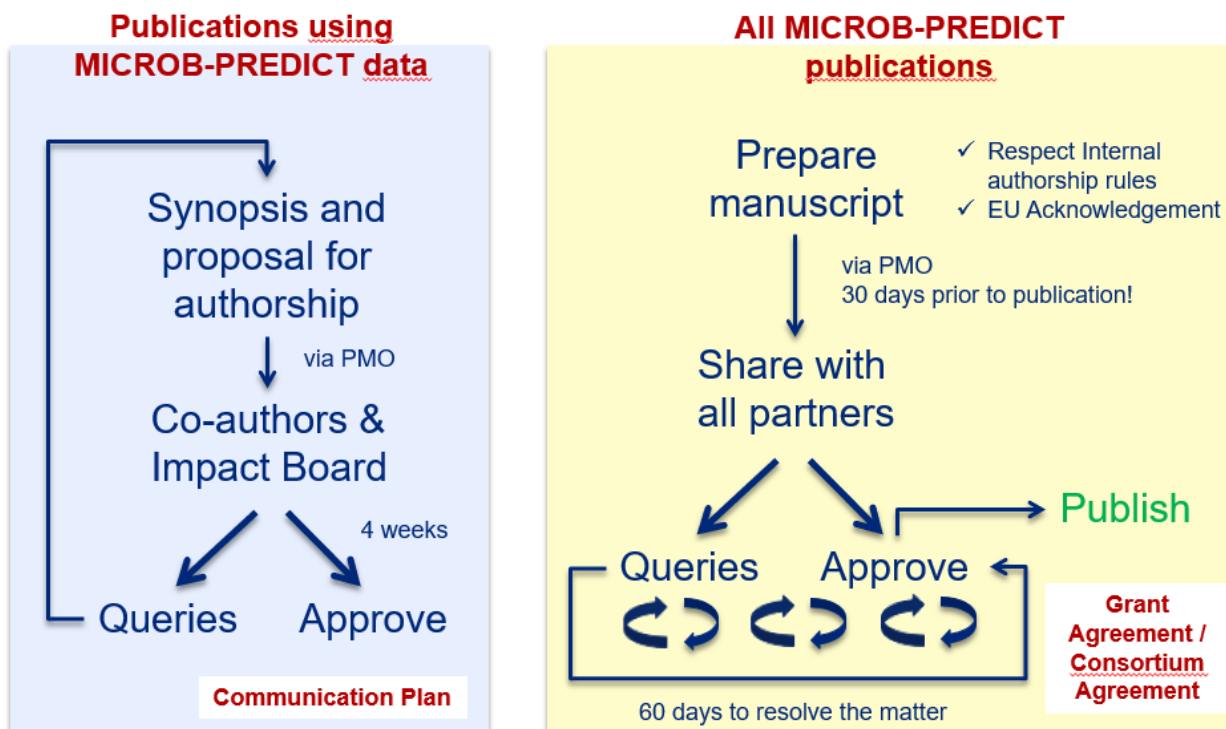 Publications using
MICROB-PREDICT data
Synopsis and
proposal for
authorship
via PMO
Co-authors &
Impact Board
4 weeks
Queries
Approve
Communication Plan
All MICROB-PREDICT
publications
Prepare
manuscript
✓ Respect Internal
authorship rules
✓ EU Acknowledgement
via PMO
30 days prior to publication!
Share with
all partners
Publish
Queries
Approve
Grant
Agreement /
Consortium
Agreement
60 days to resolve the matter